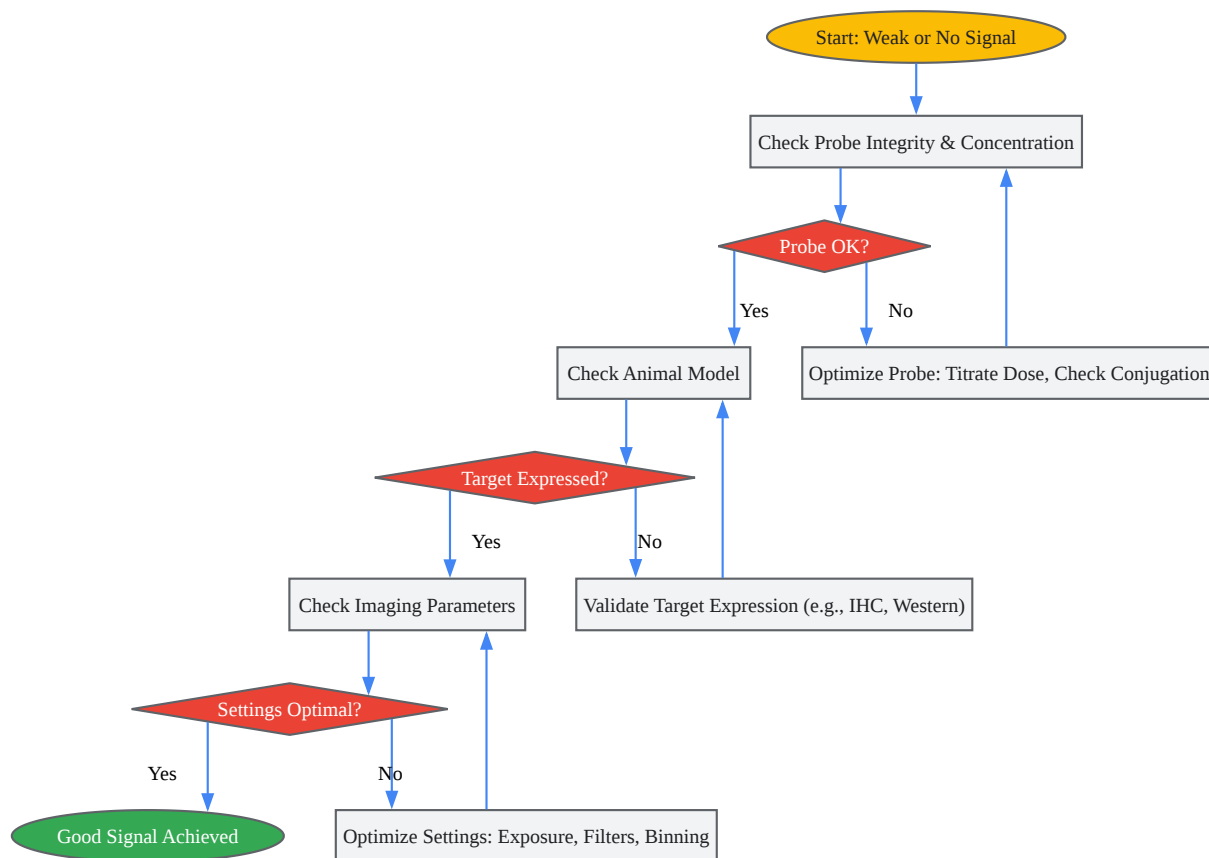 Start: Weak or No Signal
Check Probe Integrity & Concentration
Probe OK?
Yes
No
Check Animal Model
Optimize Probe: Titrate Dose, Check Conjugation
Target Expressed?
Yes
No
Check Imaging Parameters
Validate Target Expression (e.g., IHC, Western)
Settings Optimal?
Yes
No
Good Signal Achieved
Optimize Settings: Exposure, Filters, Binning